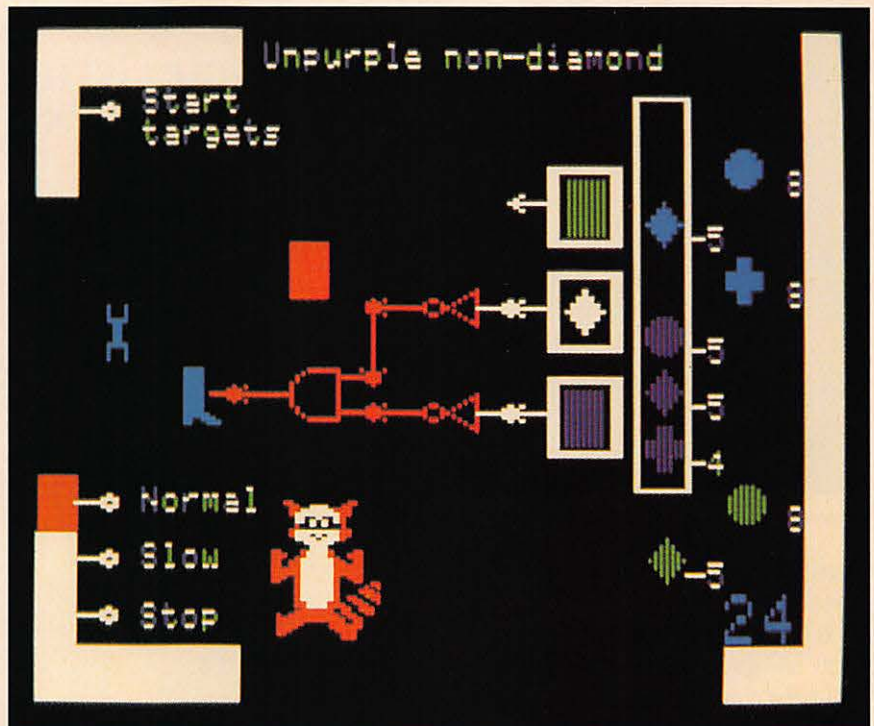 Unpurple non-diamond
Start
targets
8
-5
8
-5
-5
-4
Normal
8
Slow
-5
Stop
24